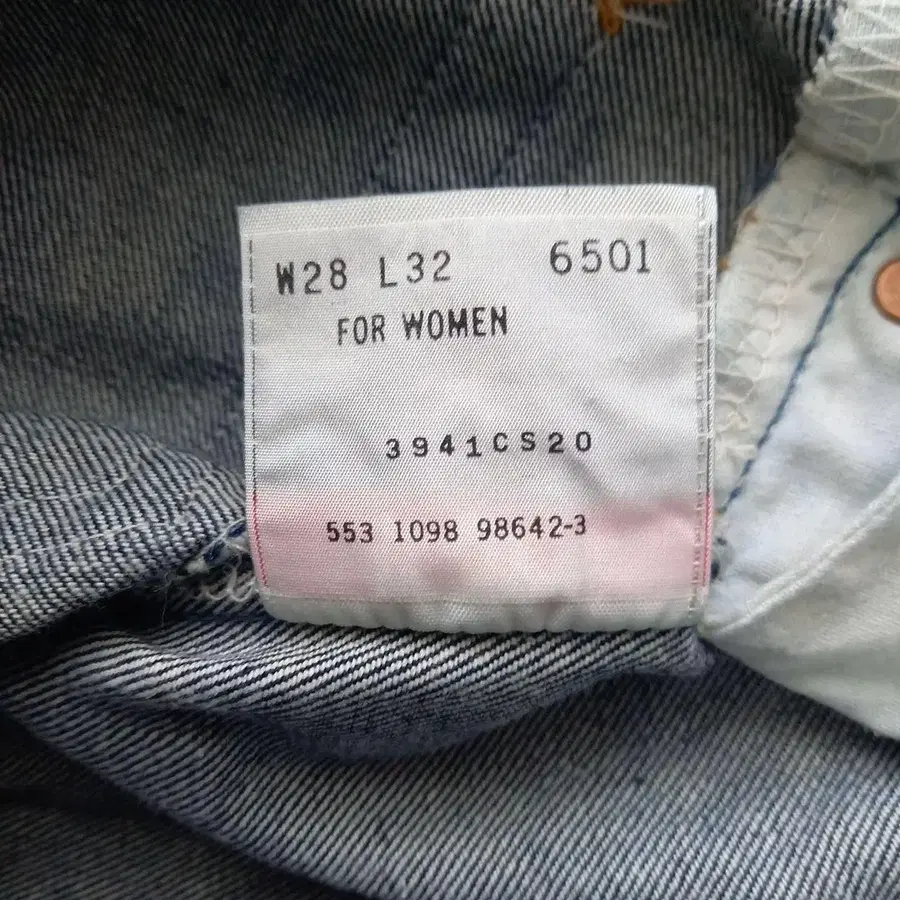 W28 L32 6501
FOR WOMEN
3941CS20
553 1098 98642-3